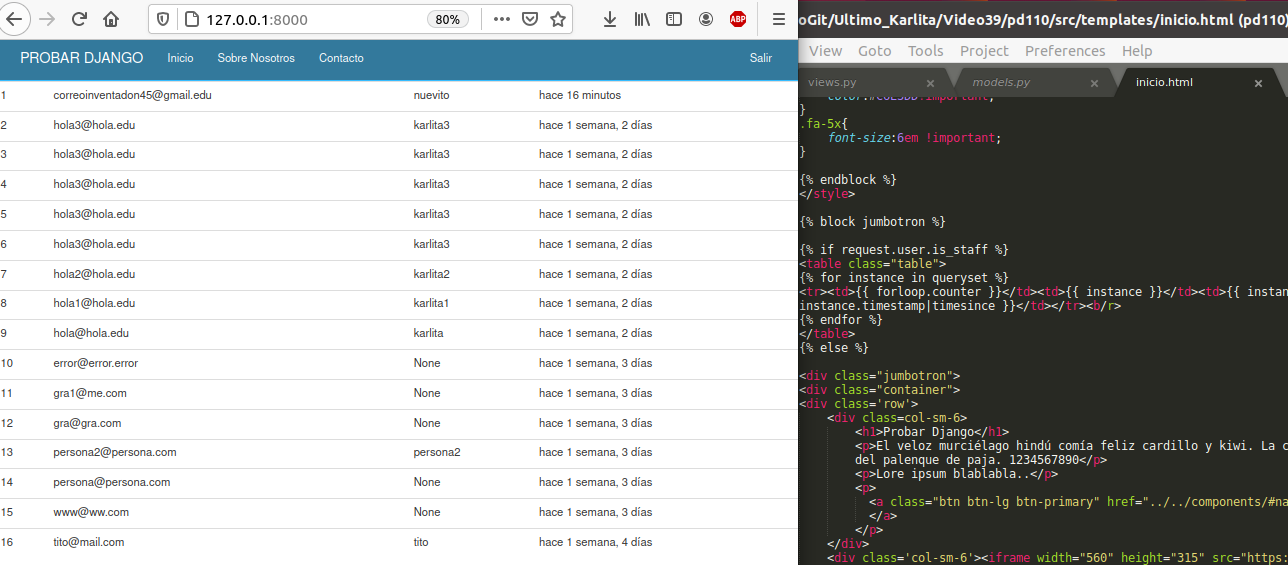 127.0.0.1:8000
80%
ABP
PROBAR DJANGO Inicio Sobre Nosotros Contacto Salir
1 correoinventadon45@gmail.edu nuevito hace 16 minutos
2 hola3@hola.edu karlita3 hace 1 semana, 2 días
3 hola3@hola.edu karlita3 hace 1 semana, 2 días
4 hola3@hola.edu karlita3 hace 1 semana, 2 días
5 hola3@hola.edu karlita3 hace 1 semana, 2 días
6 hola3@hola.edu karlita3 hace 1 semana, 2 días
7 hola2@hola.edu karlita2 hace 1 semana, 2 días
8 hola1@hola.edu karlita1 hace 1 semana, 2 días
9 hola@hola.edu karlita hace 1 semana, 2 días
10 error@error.error None hace 1 semana, 3 días
11 gra1@me.com None hace 1 semana, 3 días
12 gra@gra.com None hace 1 semana, 3 días
13 persona2@persona.com persona2 hace 1 semana, 3 días
14 persona@persona.com None hace 1 semana, 3 días
15 www@ww.com None hace 1 semana, 3 días
16 tito@mail.com tito hace 1 semana, 4 días
oGit/Ultimo_Karlita/Video39/pd110/src/templates/inicio.html (pd110)
View Goto Tools Project Preferences Help
views.py × models.py × inicio.html ×
}
.fa-5x{
font-size:6em !important;
}
{% endblock %}
</style>
{% block jumbotron %}
{% if request.user.is_staff %}
<table class="table">
{% for instance in queryset %}
<tr><td>{{ forloop.counter }}</td><td>{{ instance }}</td><td>{{ instan
instance.timestamp|timesince }}</td></tr><b/r>
{% endfor %}
</table>
{% else %}
<div class="jumbotron">
<div class="container">
<div class='row'>
<div class=col-sm-6>
<h1>Probar Django</h1>
<p>El veloz murciélago hindú comía feliz cardillo y kiwi. La c
del palenque de paja. 1234567890</p>
<p>Lore ipsum blablabla..</p>
<p>
<a class="btn btn-lg btn-primary" href="../../components/#na
</a>
</p>
</div>
<div class='col-sm-6'><iframe width="560" height="315" src="https: